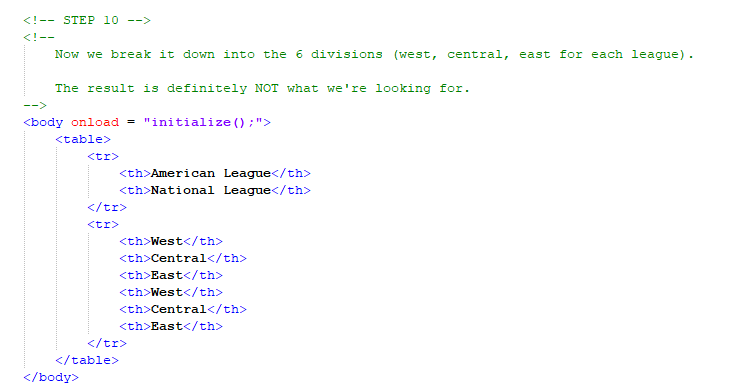 <!-- STEP 10 -->
<!--
Now we break it down into the 6 divisions (west, central, east for each league).
The result is definitely NOT what we're looking for.
-->
<body onload = "initialize();">
<table>
<tr>
<th>American League</th>
<th>National League</th>
</tr>
<tr>
<th>West</th>
<th>Central</th>
<th>East</th>
<th>West</th>
<th>Central</th>
<th>East</th>
</tr>
</table>
</body>